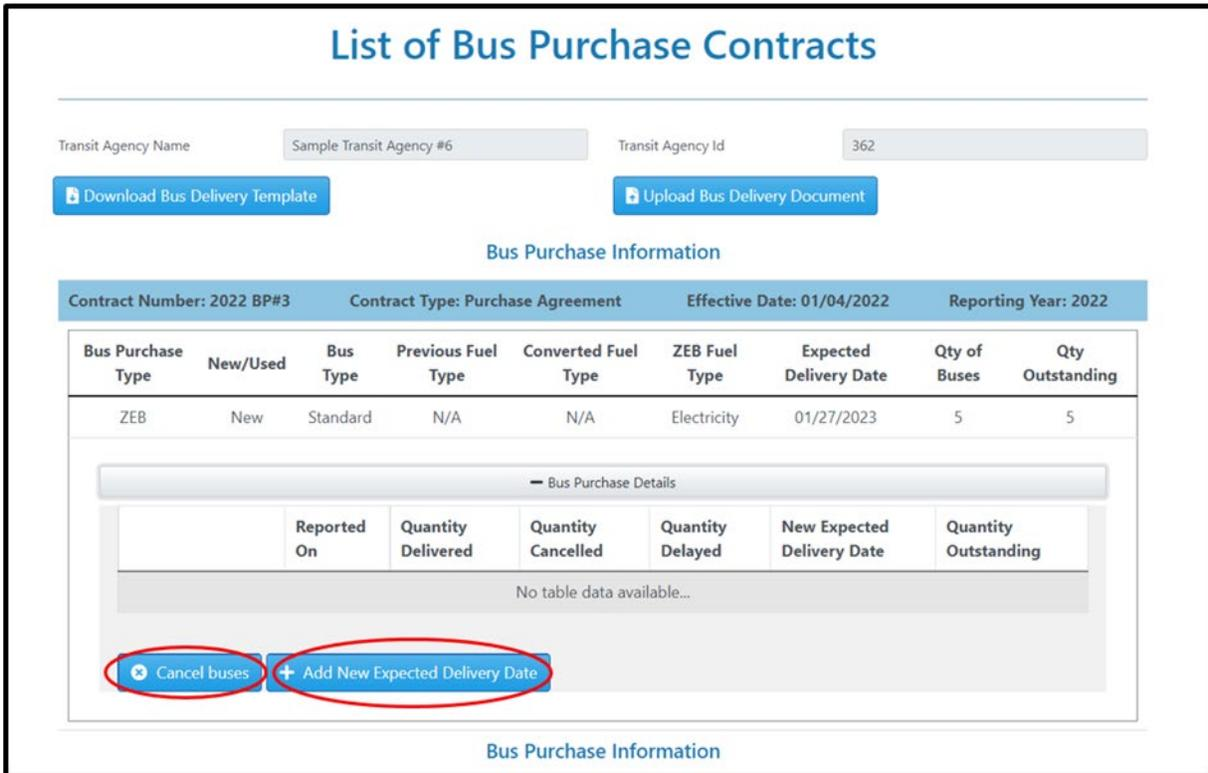 List of Bus Purchase Contracts
Transit Agency Name Sample Transit Agency #6 Transit Agency Id 362
Download Bus Delivery Template Upload Bus Delivery Document
Bus Purchase Information
Contract Number: 2022 BP#3 Contract Type: Purchase Agreement Effective Date: 01/04/2022 Reporting Year: 2022
Bus Purchase Type New/Used Bus Type Previous Fuel Type Converted Fuel Type ZEB Fuel Type Expected Delivery Date Qty of Buses Qty Outstanding
ZEB New Standard N/A N/A Electricity 01/27/2023 5 5
Bus Purchase Details
Reported On Quantity Delivered Quantity Cancelled Quantity Delayed New Expected Delivery Date Quantity Outstanding
No table data available...
Cancel buses Add New Expected Delivery Date
Bus Purchase Information